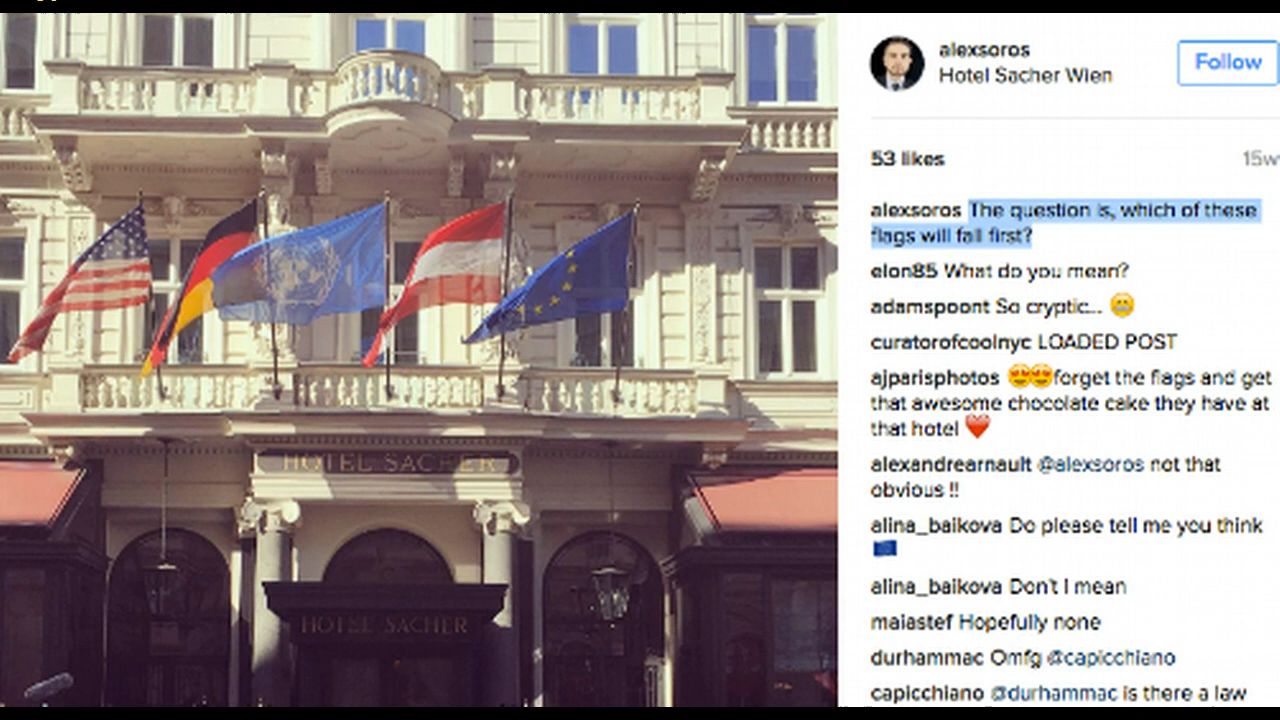 HOTEL SACHER
HOTEL SACHER
alexsoros
Hotel Sacher Wien
Follow
53 likes
15w
alexsoros The question is, which of these
flags will fall first?
elon85 What do you mean?
adamspoont So cryptic... 😬
curatorofcoolnyc LOADED POST
ajparisphotos 😍😍forget the flags and get
that awesome chocolate cake they have at
that hotel ❤️
alexandrearnault @alexsoros not that
obvious !!
alina_baikova Do please tell me you think
🇪🇺
alina_baikova Don't I mean
maiastef Hopefully none
durhammac Omfg @capicchiano
capicchiano @durhammac is there a law